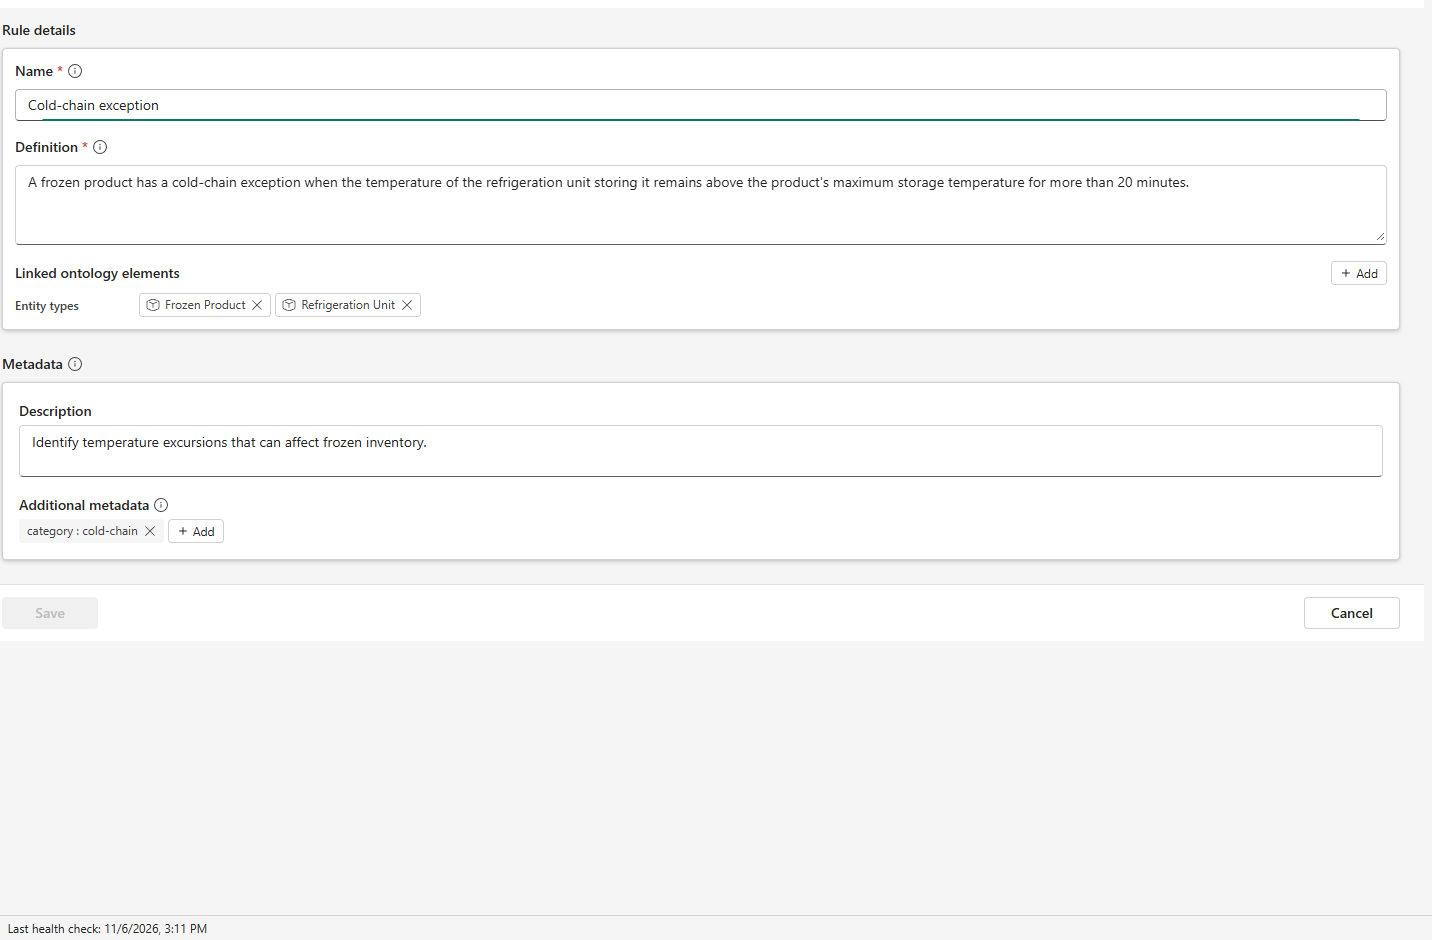 Rule details
Name *
Cold-chain exception
Definition *
A frozen product has a cold-chain exception when the temperature of the refrigeration unit storing it remains above the product's maximum storage temperature for more than 20 minutes.
Linked ontology elements + Add
Entity types Frozen Product Refrigeration Unit
Metadata
Description
Identify temperature excursions that can affect frozen inventory.
Additional metadata
category : cold-chain + Add
Save Cancel
Last health check: 11/6/2026, 3:11 PM